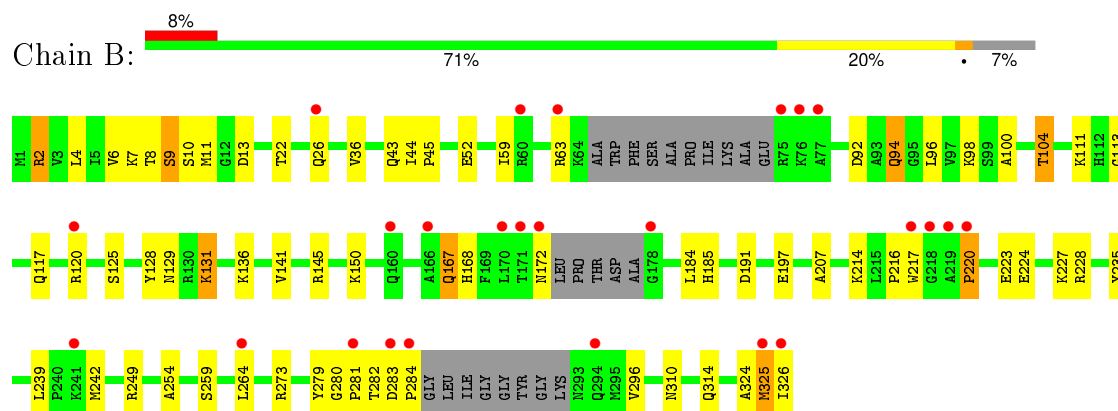 8%
Chain B:
71% 20% • 7%
M1 R2 V3 L4 I5 V6 K7 T8 S9 S10 M11 G12 D13 T22 Q26 V36 Q43 I44 P45 E52 I59 R60 R63 K64 ALA TRP PHE SER ALA PRO ILE LYS ALA GLU R75 K76 A77 D92 A93 Q94 G95 L96 V97 K98 S99 A100 T104 K111 H112
Q117 R120 S125 Y128 N129 R130 K131 K136 V141 R145 K150 Q160 A166 Q167 H168 F169 L170 T171 N172 LEU PRO THR ASP ALA G178 L184 H185 D191 E197 A207 K214 L215 P216 W217 G218 A219 P220 E223 E224 K227 R228
L239 P240 K241 M242 R249 A254 S259 L264 R273 Y279 G280 P281 T282 D283 P284 GLY LEU ILE GLY GLY TYR GLY LYS N293 Q294 M295 V296 N310 Q314 A324 M325 I326